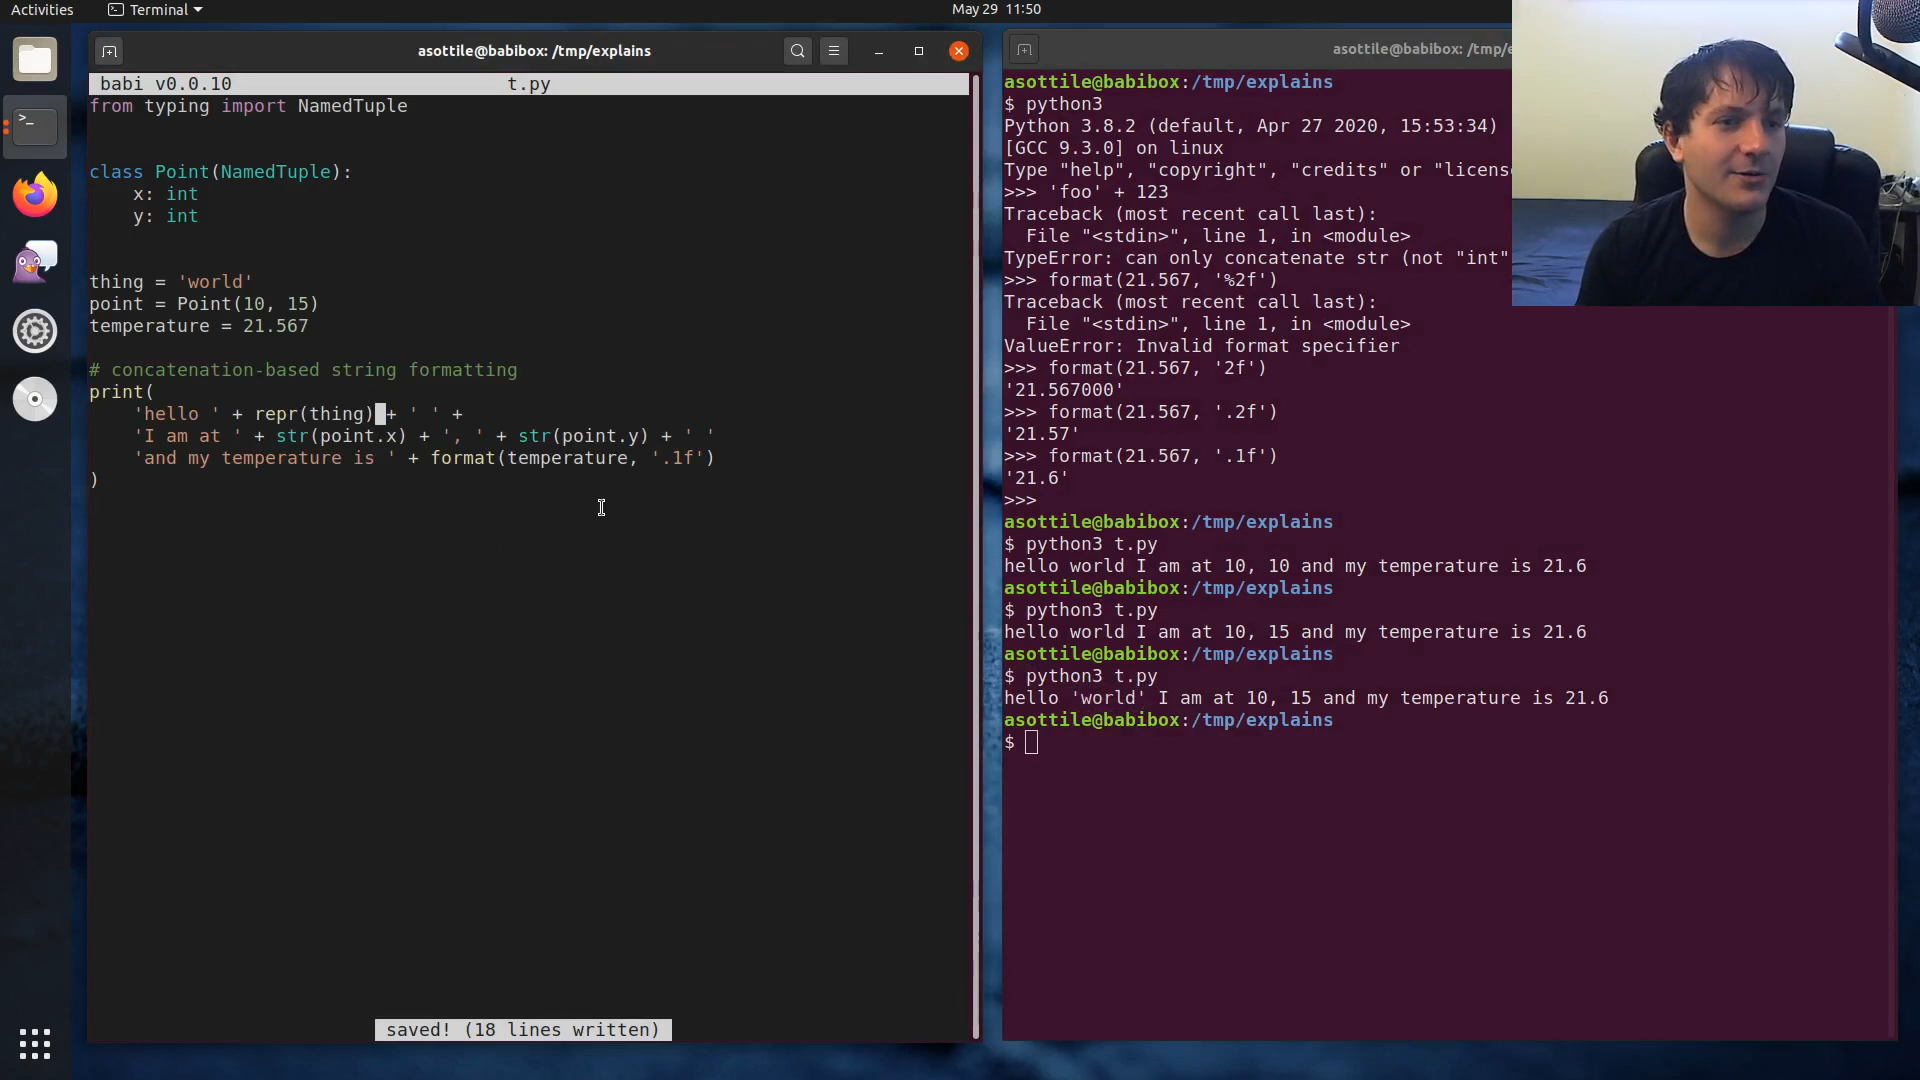 Activities
Terminal
May 29 11:50
asottile@babibox: /tmp/explains
babi v0.0.10 t.py
from typing import NamedTuple
class Point(NamedTuple):
    x: int
    y: int
thing = 'world'
point = Point(10, 15)
temperature = 21.567
# concatenation-based string formatting
print(
    'hello ' + repr(thing) + ' ' +
    'I am at ' + str(point.x) + ', ' + str(point.y) + ' '
    'and my temperature is ' + format(temperature, '.1f')
)
saved! (18 lines written)
asottile@babibox: /tmp/e
asottile@babibox:/tmp/explains
$ python3
Python 3.8.2 (default, Apr 27 2020, 15:53:34)
[GCC 9.3.0] on linux
Type "help", "copyright", "credits" or "licens
>>> 'foo' + 123
Traceback (most recent call last):
  File "<stdin>", line 1, in <module>
TypeError: can only concatenate str (not "int"
>>> format(21.567, '%2f')
Traceback (most recent call last):
  File "<stdin>", line 1, in <module>
ValueError: Invalid format specifier
>>> format(21.567, '2f')
'21.567000'
>>> format(21.567, '.2f')
'21.57'
>>> format(21.567, '.1f')
'21.6'
>>>
asottile@babibox:/tmp/explains
$ python3 t.py
hello world I am at 10, 10 and my temperature is 21.6
asottile@babibox:/tmp/explains
$ python3 t.py
hello world I am at 10, 15 and my temperature is 21.6
asottile@babibox:/tmp/explains
$ python3 t.py
hello 'world' I am at 10, 15 and my temperature is 21.6
asottile@babibox:/tmp/explains
$